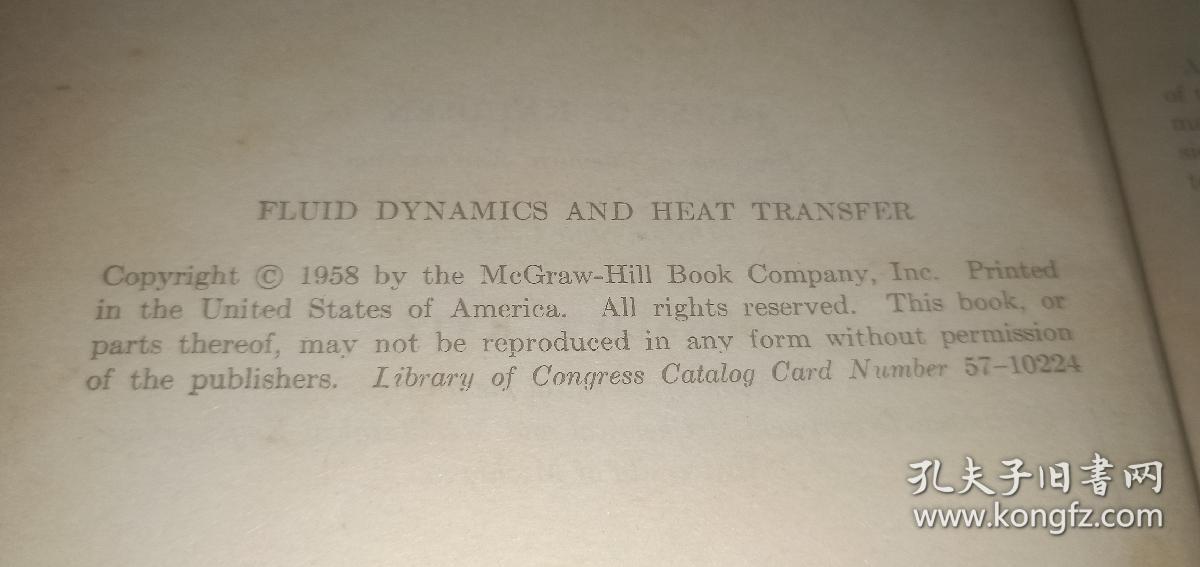 FLUID DYNAMICS AND HEAT TRANSFER
Copyright © 1958 by the McGraw-Hill Book Company, Inc. Printed
in the United States of America. All rights reserved. This book, or
parts thereof, may not be reproduced in any form without permission
of the publishers. Library of Congress Catalog Card Number 57-10224
of
孔夫子旧书网
www.kongfz.com